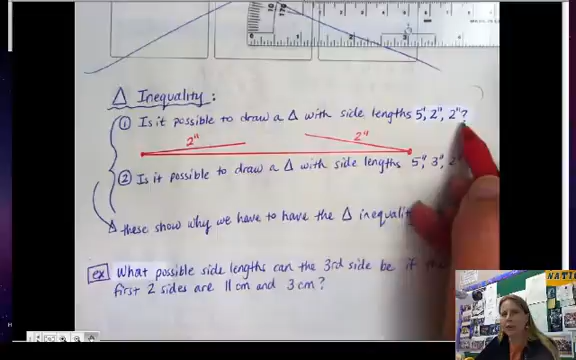 Δ Inequality:
① Is it possible to draw a Δ with side lengths 5", 2", 2"?
2" 2"
② Is it possible to draw a Δ with side lengths 5", 3", 2"
Δ these show why we have to have the Δ
ex What possible side lengths can the 3rd side be if the
first 2 sides are 11 cm and 3 cm?